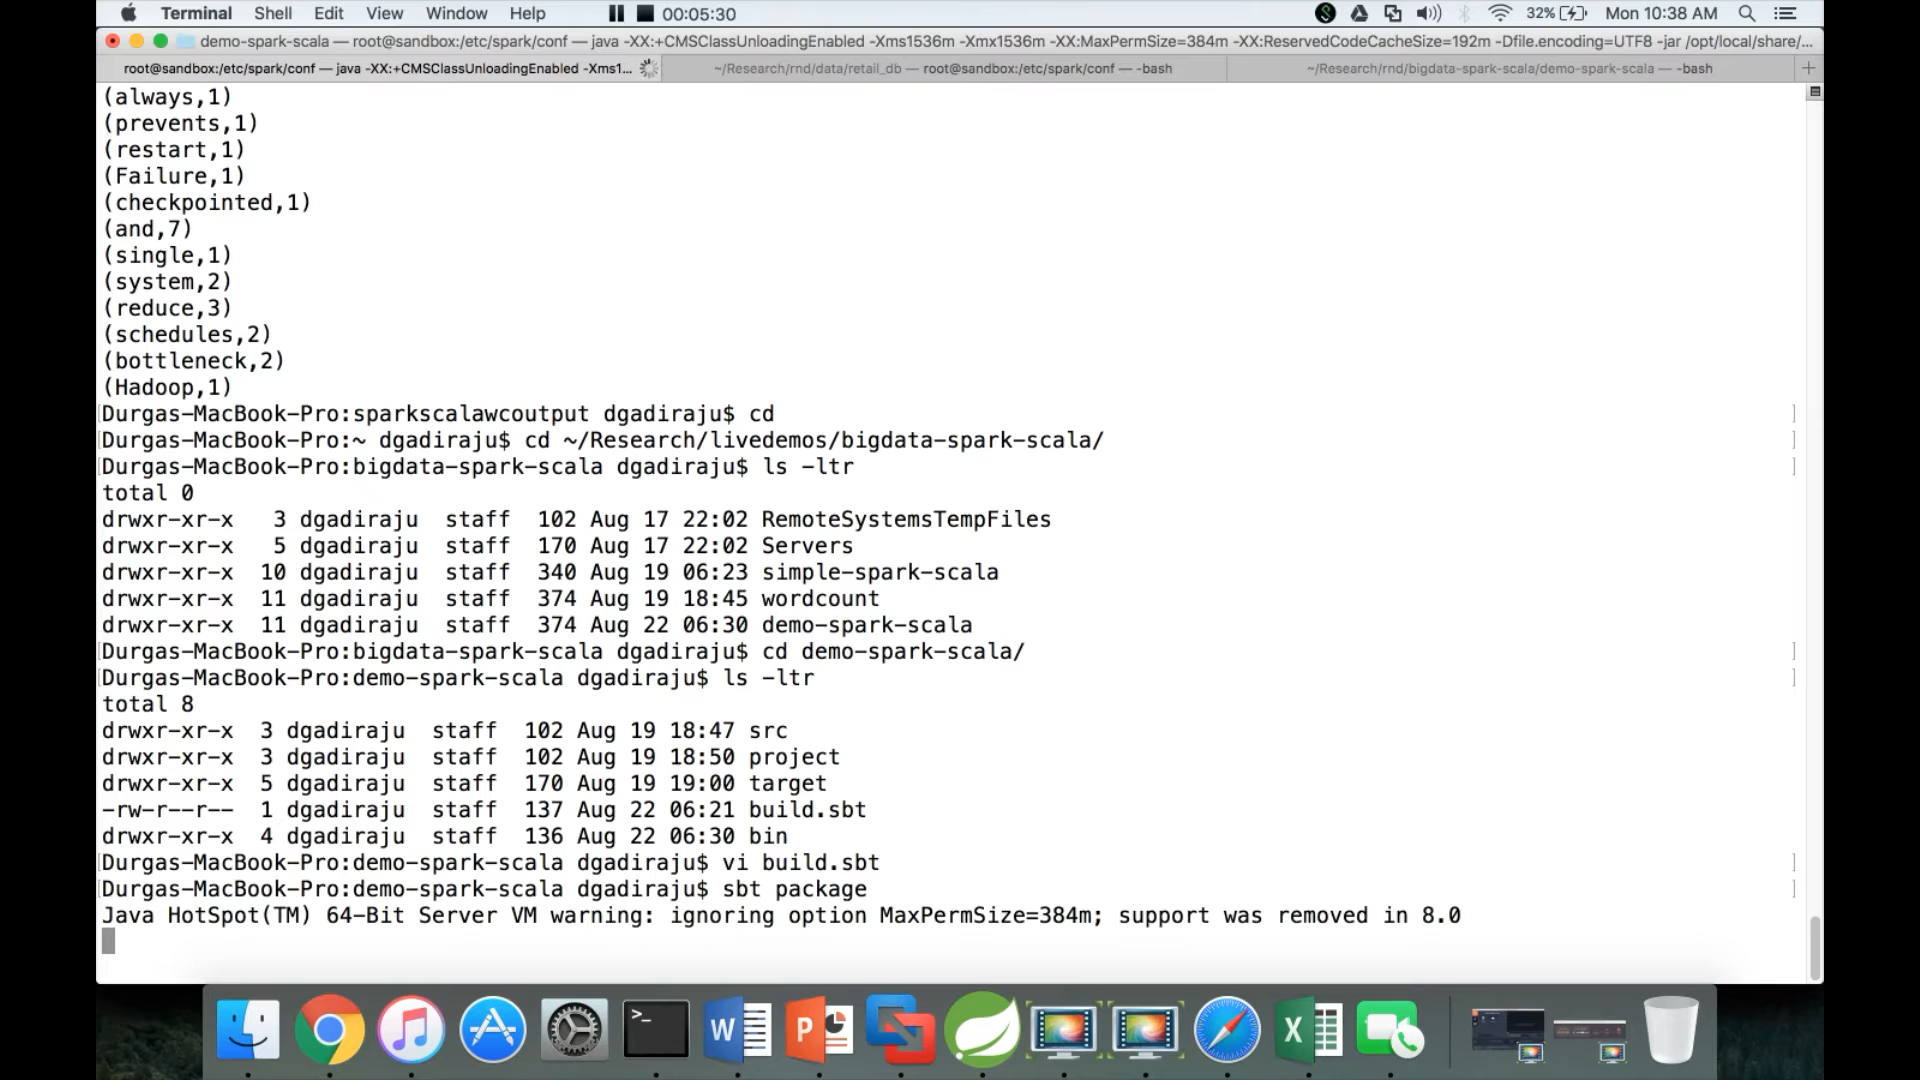 Terminal Shell Edit View Window Help 00:05:30 32% Mon 10:38 AM
demo-spark-scala — root@sandbox:/etc/spark/conf — java -XX:+CMSClassUnloadingEnabled -Xms1536m -Xmx1536m -XX:MaxPermSize=384m -XX:ReservedCodeCacheSize=192m -Dfile.encoding=UTF8 -jar /opt/local/share/...
root@sandbox:/etc/spark/conf — java -XX:+CMSClassUnloadingEnabled -Xms1... ~/Research/rnd/data/retail_db — root@sandbox:/etc/spark/conf — -bash ~/Research/rnd/bigdata-spark-scala/demo-spark-scala — -bash
(always,1)
(prevents,1)
(restart,1)
(Failure,1)
(checkpointed,1)
(and,7)
(single,1)
(system,2)
(reduce,3)
(schedules,2)
(bottleneck,2)
(Hadoop,1)
[Durgas-MacBook-Pro:sparkscalawcoutput dgadiraju$ cd ]
[Durgas-MacBook-Pro:~ dgadiraju$ cd ~/Research/livedemos/bigdata-spark-scala/ ]
[Durgas-MacBook-Pro:bigdata-spark-scala dgadiraju$ ls -ltr ]
total 0
drwxr-xr-x 3 dgadiraju staff 102 Aug 17 22:02 RemoteSystemsTempFiles
drwxr-xr-x 5 dgadiraju staff 170 Aug 17 22:02 Servers
drwxr-xr-x 10 dgadiraju staff 340 Aug 19 06:23 simple-spark-scala
drwxr-xr-x 11 dgadiraju staff 374 Aug 19 18:45 wordcount
drwxr-xr-x 11 dgadiraju staff 374 Aug 22 06:30 demo-spark-scala
[Durgas-MacBook-Pro:bigdata-spark-scala dgadiraju$ cd demo-spark-scala/ ]
[Durgas-MacBook-Pro:demo-spark-scala dgadiraju$ ls -ltr ]
total 8
drwxr-xr-x 3 dgadiraju staff 102 Aug 19 18:47 src
drwxr-xr-x 3 dgadiraju staff 102 Aug 19 18:50 project
drwxr-xr-x 5 dgadiraju staff 170 Aug 19 19:00 target
-rw-r--r-- 1 dgadiraju staff 137 Aug 22 06:21 build.sbt
drwxr-xr-x 4 dgadiraju staff 136 Aug 22 06:30 bin
[Durgas-MacBook-Pro:demo-spark-scala dgadiraju$ vi build.sbt ]
[Durgas-MacBook-Pro:demo-spark-scala dgadiraju$ sbt package ]
Java HotSpot(TM) 64-Bit Server VM warning: ignoring option MaxPermSize=384m; support was removed in 8.0